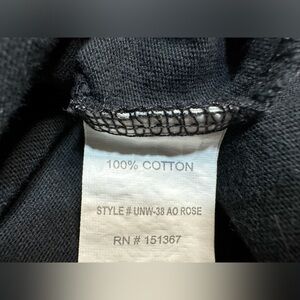 100% COTTON
STYLE # UNW-38 AO ROSE
RN # 151367